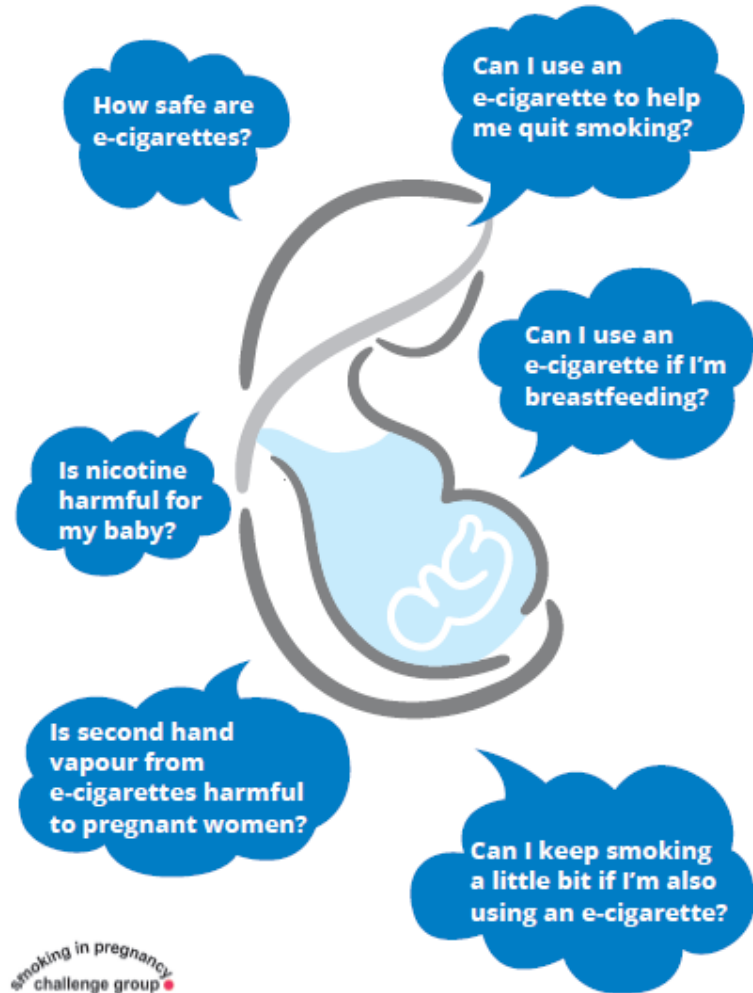 How safe are
e-cigarettes?
Can I use an
e-cigarette to help
me quit smoking?
Can I use an
e-cigarette if I'm
breastfeeding?
Is nicotine
harmful for
my baby?
Is second hand
vapour from
e-cigarettes harmful
to pregnant women?
Can I keep smoking
a little bit if I'm also
using an e-cigarette?
smoking in pregnancy
challenge group